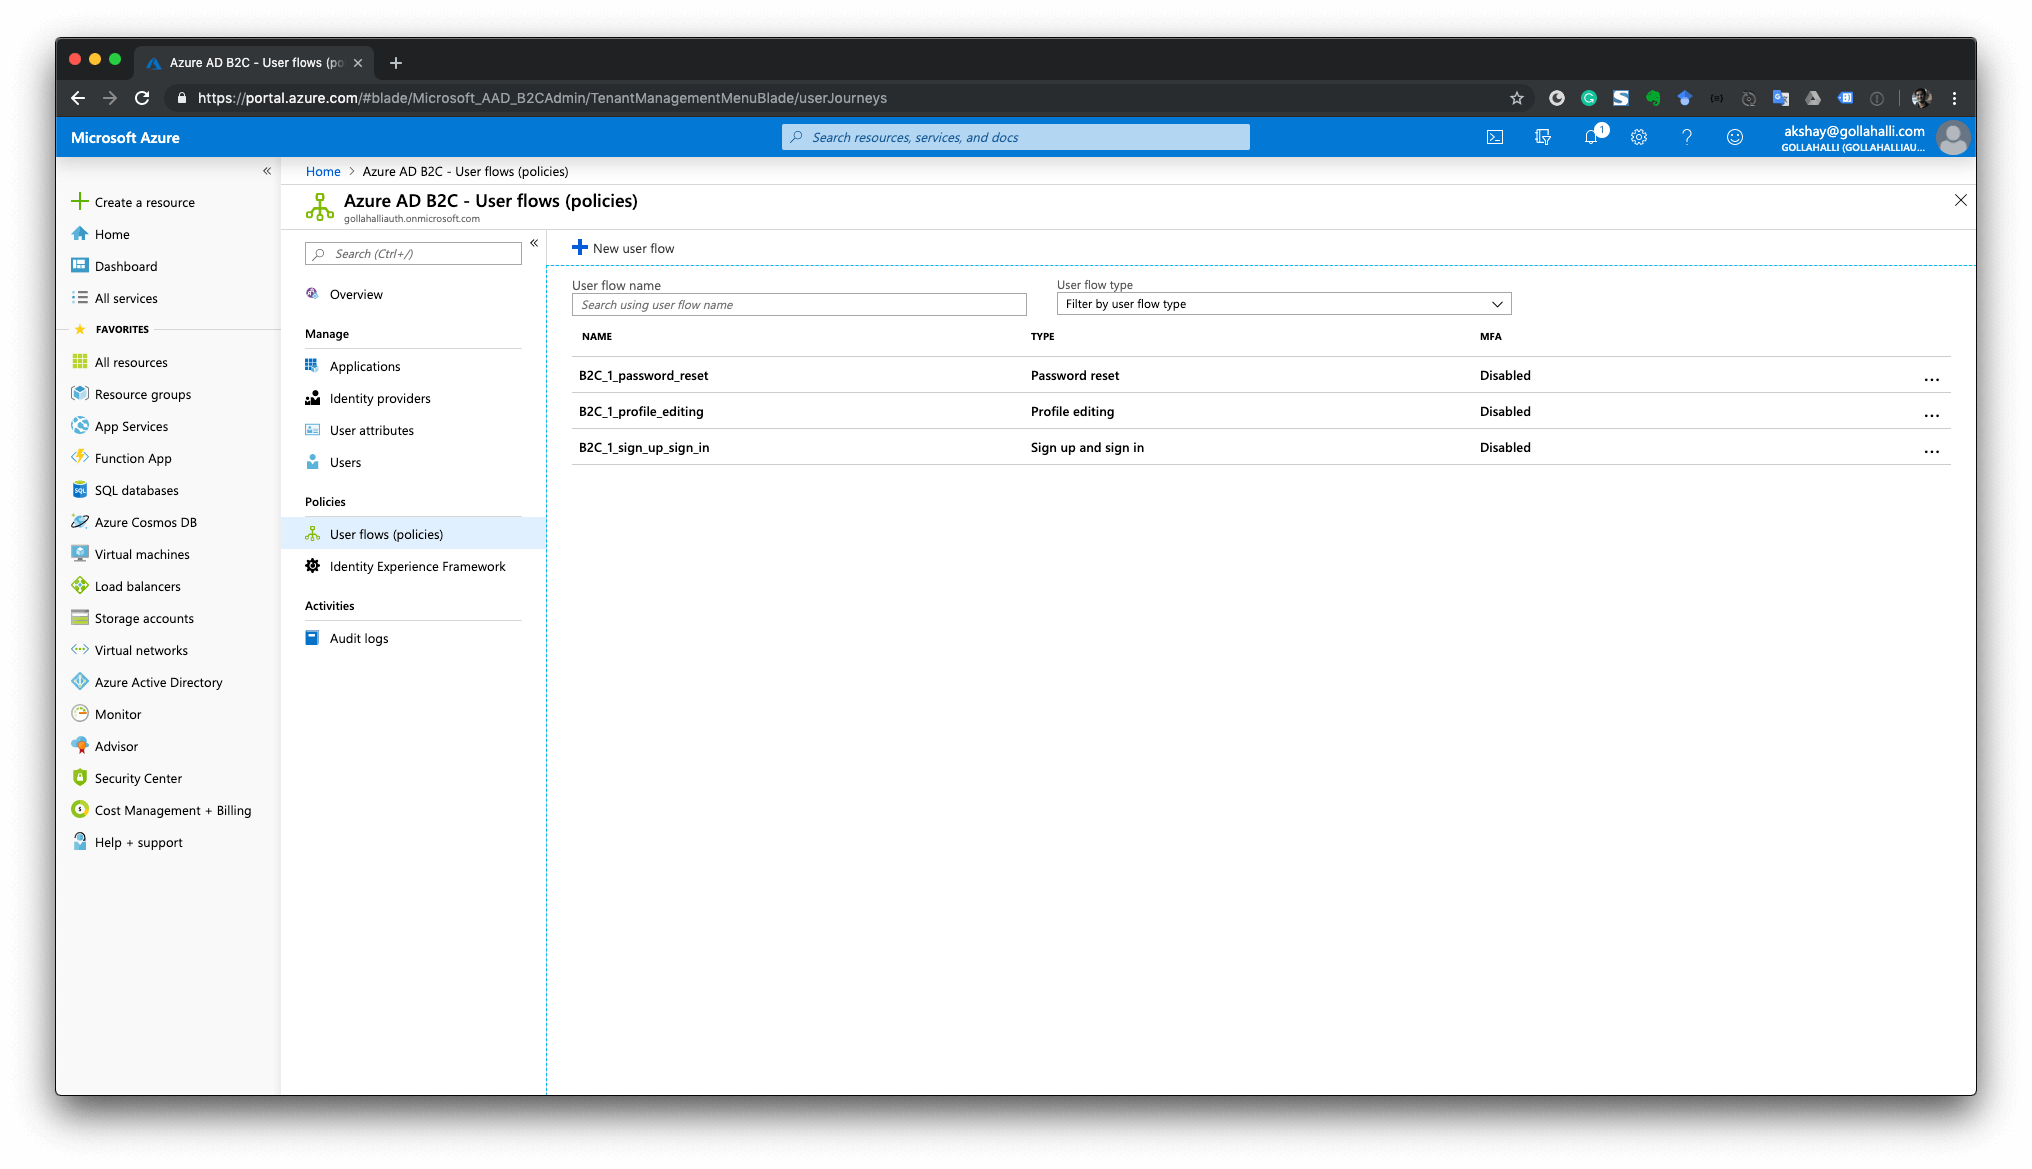 Azure AD B2C - User flows (po
https://portal.azure.com/#blade/Microsoft_AAD_B2CAdmin/TenantManagementMenuBlade/userJourneys
Microsoft Azure
Search resources, services, and docs
1
akshay@gollahalli.com
GOLLAHALLI (GOLLAHALLIAU...
Create a resource
Home
Dashboard
All services
FAVORITES
All resources
Resource groups
App Services
Function App
SQL databases
Azure Cosmos DB
Virtual machines
Load balancers
Storage accounts
Virtual networks
Azure Active Directory
Monitor
Advisor
Security Center
Cost Management + Billing
Help + support
Home > Azure AD B2C - User flows (policies)
Azure AD B2C - User flows (policies)
gollahalliauth.onmicrosoft.com
Search (Ctrl+/)
Overview
Manage
Applications
Identity providers
User attributes
Users
Policies
User flows (policies)
Identity Experience Framework
Activities
Audit logs
New user flow
User flow name
Search using user flow name
User flow type
Filter by user flow type
NAME TYPE MFA
B2C_1_password_reset Password reset Disabled ...
B2C_1_profile_editing Profile editing Disabled ...
B2C_1_sign_up_sign_in Sign up and sign in Disabled ...